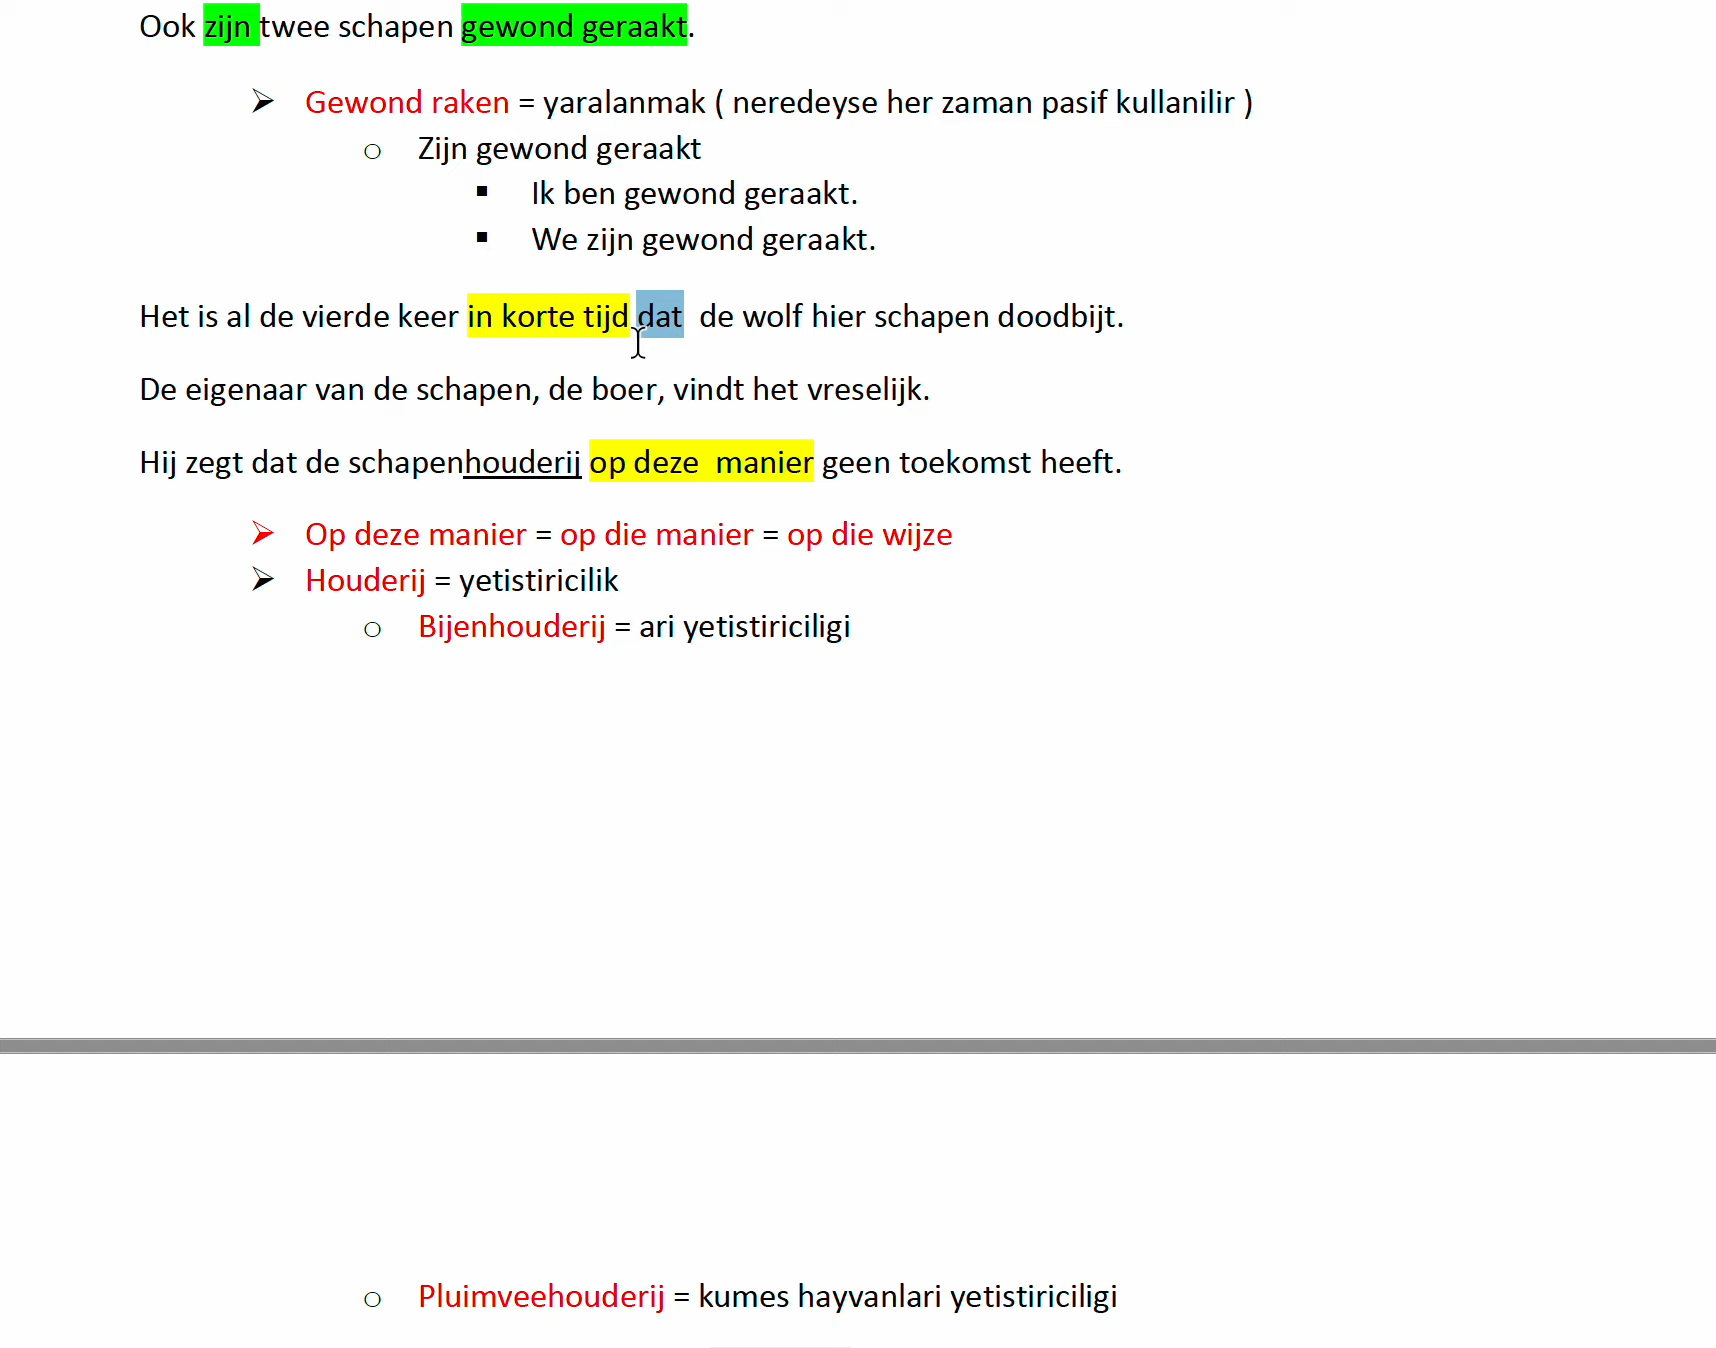 Ook zijn twee schapen gewond geraakt.
➢ Gewond raken = yaralanmak ( neredeyse her zaman pasif kullanilir )
o Zijn gewond geraakt
▪ Ik ben gewond geraakt.
▪ We zijn gewond geraakt.
Het is al de vierde keer in korte tijd dat  de wolf hier schapen doodbijt.
De eigenaar van de schapen, de boer, vindt het vreselijk.
Hij zegt dat de schapenhouderij op deze  manier geen toekomst heeft.
➢ Op deze manier = op die manier = op die wijze
➢ Houderij = yetistiricilik
o Bijenhouderij = ari yetistiriciligi
o Pluimveehouderij = kumes hayvanlari yetistiriciligi